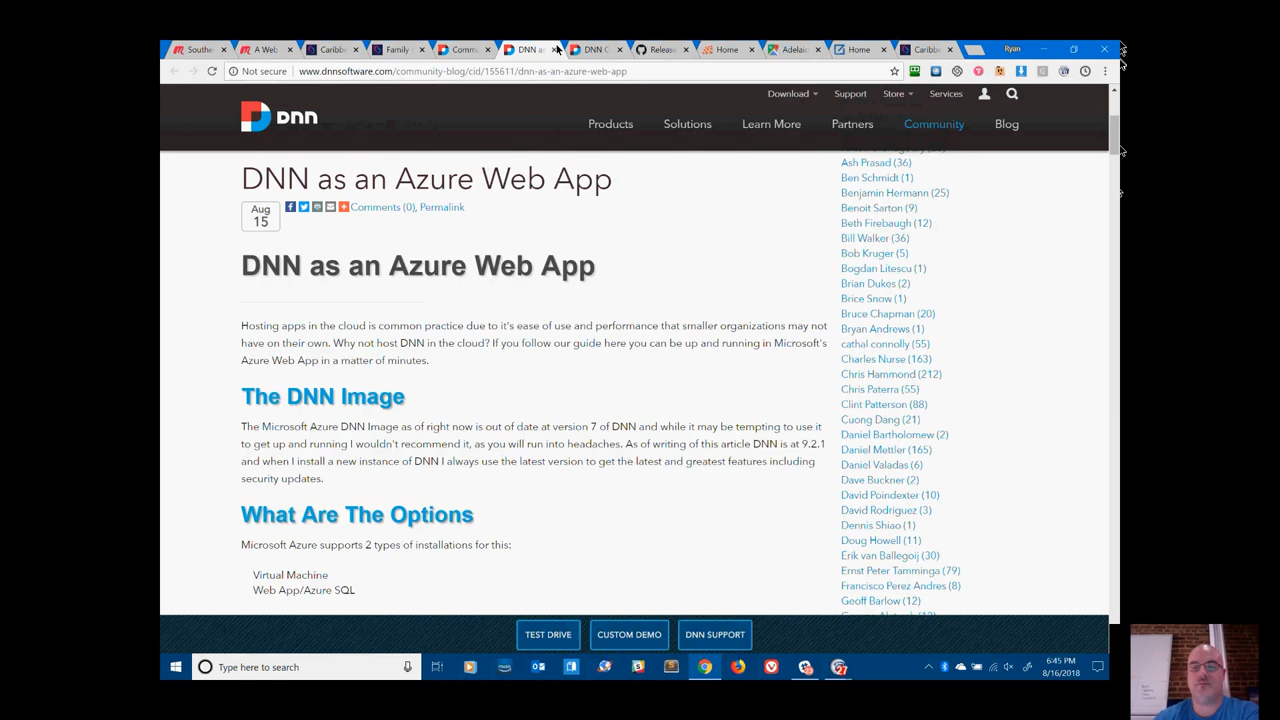 Southe
A Web
Caribbe
Family
Commu
DNN as
DNN C
Release
Home
Adelaid
Home
Caribbe
Ryan
Not secure
www.dnnsoftware.com/community-blog/cid/155611/dnn-as-an-azure-web-app
Download
Support
Store
Services
dnn
Products
Solutions
Learn More
Partners
Community
Blog
DNN as an Azure Web App
Aug
15
Comments (0), Permalink
DNN as an Azure Web App
Hosting apps in the cloud is common practice due to it's ease of use and performance that smaller organizations may not
have on their own. Why not host DNN in the cloud? If you follow our guide here you can be up and running in Microsoft's
Azure Web App in a matter of minutes.
The DNN Image
The Microsoft Azure DNN Image as of right now is out of date at version 7 of DNN and while it may be tempting to use it
to get up and running I wouldn't recommend it, as you will run into headaches. As of writing of this article DNN is at 9.2.1
and when I install a new instance of DNN I always use the latest version to get the latest and greatest features including
security updates.
What Are The Options
Microsoft Azure supports 2 types of installations for this:
Virtual Machine
Web App/Azure SQL
Ash Prasad (36)
Ben Schmidt (1)
Benjamin Hermann (25)
Benoit Sarton (9)
Beth Firebaugh (12)
Bill Walker (36)
Bob Kruger (5)
Bogdan Litescu (1)
Brian Dukes (2)
Brice Snow (1)
Bruce Chapman (20)
Bryan Andrews (1)
cathal connolly (55)
Charles Nurse (163)
Chris Hammond (212)
Chris Paterra (55)
Clint Patterson (88)
Cuong Dang (21)
Daniel Bartholomew (2)
Daniel Mettler (165)
Daniel Valadas (6)
Dave Buckner (2)
David Poindexter (10)
David Rodriguez (3)
Dennis Shiao (1)
Doug Howell (11)
Erik van Ballegoij (30)
Ernst Peter Tamminga (79)
Francisco Perez Andres (8)
Geoff Barlow (12)
TEST DRIVE
CUSTOM DEMO
DNN SUPPORT
Type here to search
6:45 PM
8/16/2018